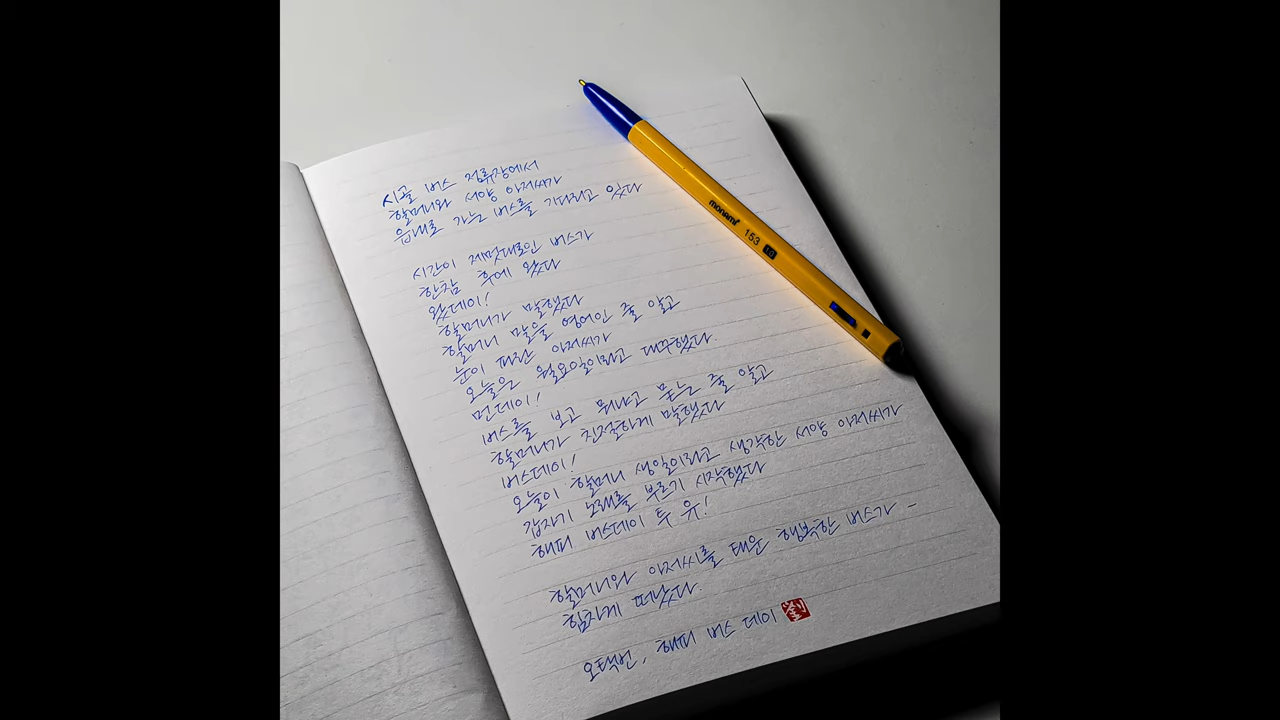 시골 버스 정류장에서
할머니와 서양 아저씨가
읍내로 가는 버스를 기다리고 있다
시간이 제멋대로인 버스가
한참 후에 왔다
왔데이!
할머니가 말했다
할머니 말을 영어인 줄 알고
눈이 파란 아저씨가
오늘은 월요일이라고 대꾸했다.
먼데이!
버스를 보고 뭐냐고 묻는 줄 알고
할머니가 친절하게 말했다
버스데이!
오늘이 할머니 생일이라고 생각한 서양 아저씨가
갑자기 노래를 부르기 시작했다
해피 버스데이 투 유!
할머니와 아저씨를 태운 행복한 버스가 -
힘차게 떠났다.
오탁번, 해피 버스 데이
monami 153